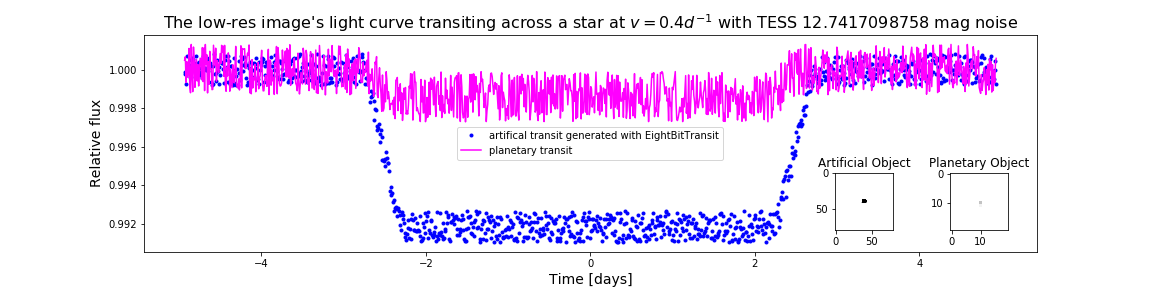 The low-res image's light curve transiting across a star at v = 0.4d⁻¹ with TESS 12.7417098758 mag noise
Relative flux
1.000
0.998
0.996
0.994
0.992
artifical transit generated with EightBitTransit
planetary transit
Artificial Object
0
50
0 50
Planetary Object
0
10
0 10
−4 −2 0 2 4
Time [days]